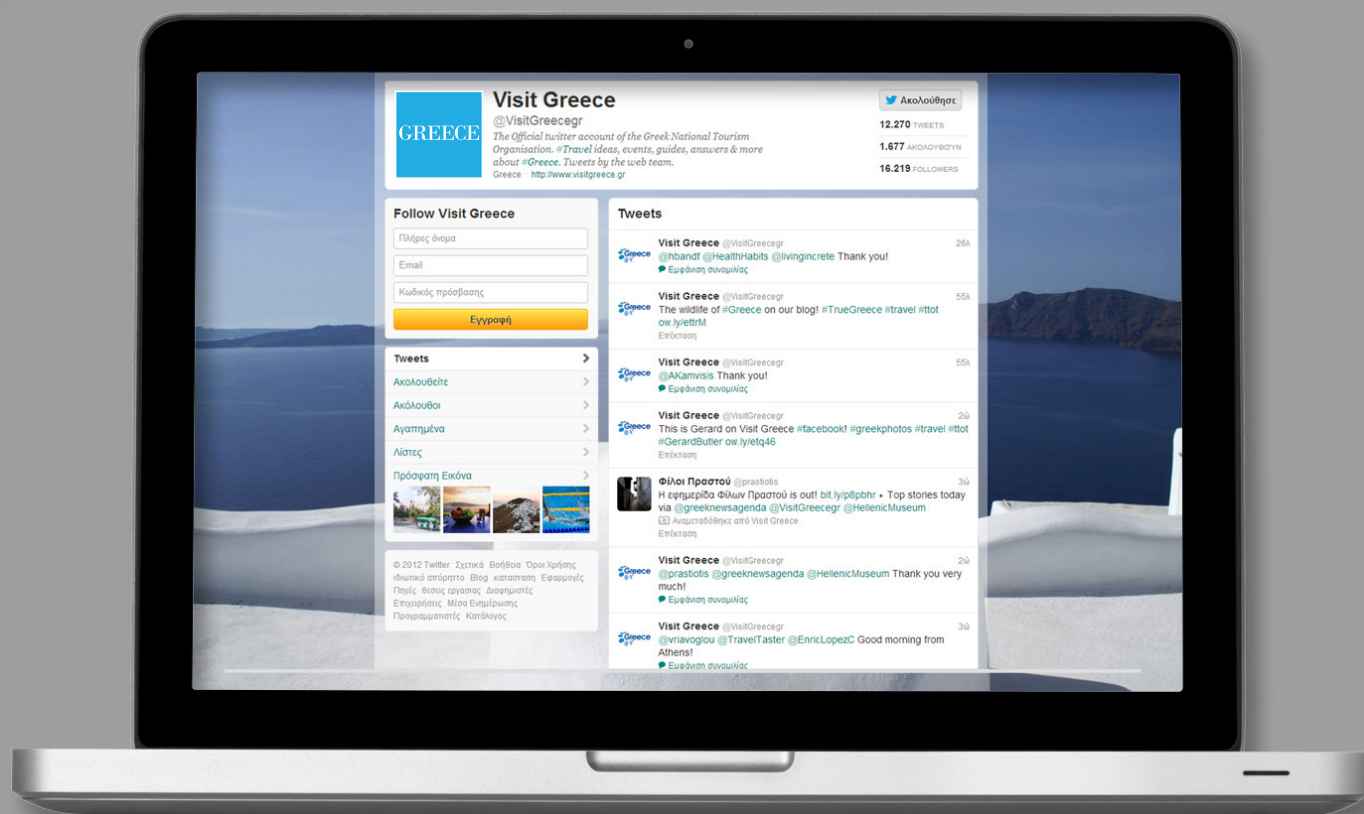 GREECE
Visit Greece
@VisitGreecegr
The Official twitter account of the Greek National Tourism
Organisation. #Travel ideas, events, guides, answers & more
about #Greece. Tweets by the web team.
Greece · http://www.visitgreece.gr
Ακολούθησε
12.270 TWEETS
1.677 ΑΚΟΛΟΥΘΟΎΝ
16.219 FOLLOWERS
Follow Visit Greece
Πλήρες όνομα
Email
Κωδικός πρόσβασης
Εγγραφή
Tweets
Ακολουθείτε
Ακόλουθοι
Αγαπημένα
Λίστες
Πρόσφατη Εικόνα
© 2012 Twitter Σχετικά Βοήθεια Όροι Χρήσης
ιδιωτικό απόρρητο Blog κατασταση Εφαρμογές
Πηγές θεσεις εργασιας Διαφημιστές
Επιχειρήσεις Μέσα Ενημέρωσης
Προγραμματιστές Κατάλογος
Tweets
Visit Greece @VisitGreecegr 26λ
Greece
@hbandf @HealthHabits @livingincrete Thank you!
Εμφάνιση συνομιλίας
Visit Greece @VisitGreecegr 55λ
Greece
The wildlife of #Greece on our blog! #TrueGreece #travel #ttot
ow.ly/ettrM
Επέκταση
Visit Greece @VisitGreecegr 55λ
Greece
@AKamvisis Thank you!
Εμφάνιση συνομιλίας
Visit Greece @VisitGreecegr 2ώ
Greece
This is Gerard on Visit Greece #facebook! #greekphotos #travel #ttot
#GerardButler ow.ly/etq46
Επέκταση
Φίλοι Πραστού @prastiotis 3ώ
Η εφημερίδα Φίλων Πραστού is out! bit.ly/p8pbhr ▸ Top stories today
via @greeknewsagenda @VisitGreecegr @HellenicMuseum
Αναμεταδόθηκε από Visit Greece
Επέκταση
Visit Greece @VisitGreecegr 2ώ
Greece
@prastiotis @greeknewsagenda @HellenicMuseum Thank you very
much!
Εμφάνιση συνομιλίας
Visit Greece @VisitGreecegr 3ώ
Greece
@vriavoglou @TravelTaster @EnricLopezC Good morning from
Athens!
Εμφάνιση συνομιλίας